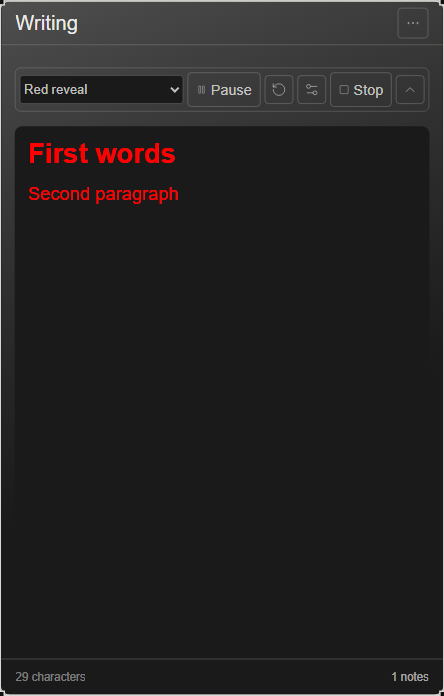 Writing
Red reveal
Pause
Stop
First words
Second paragraph
29 characters
1 notes